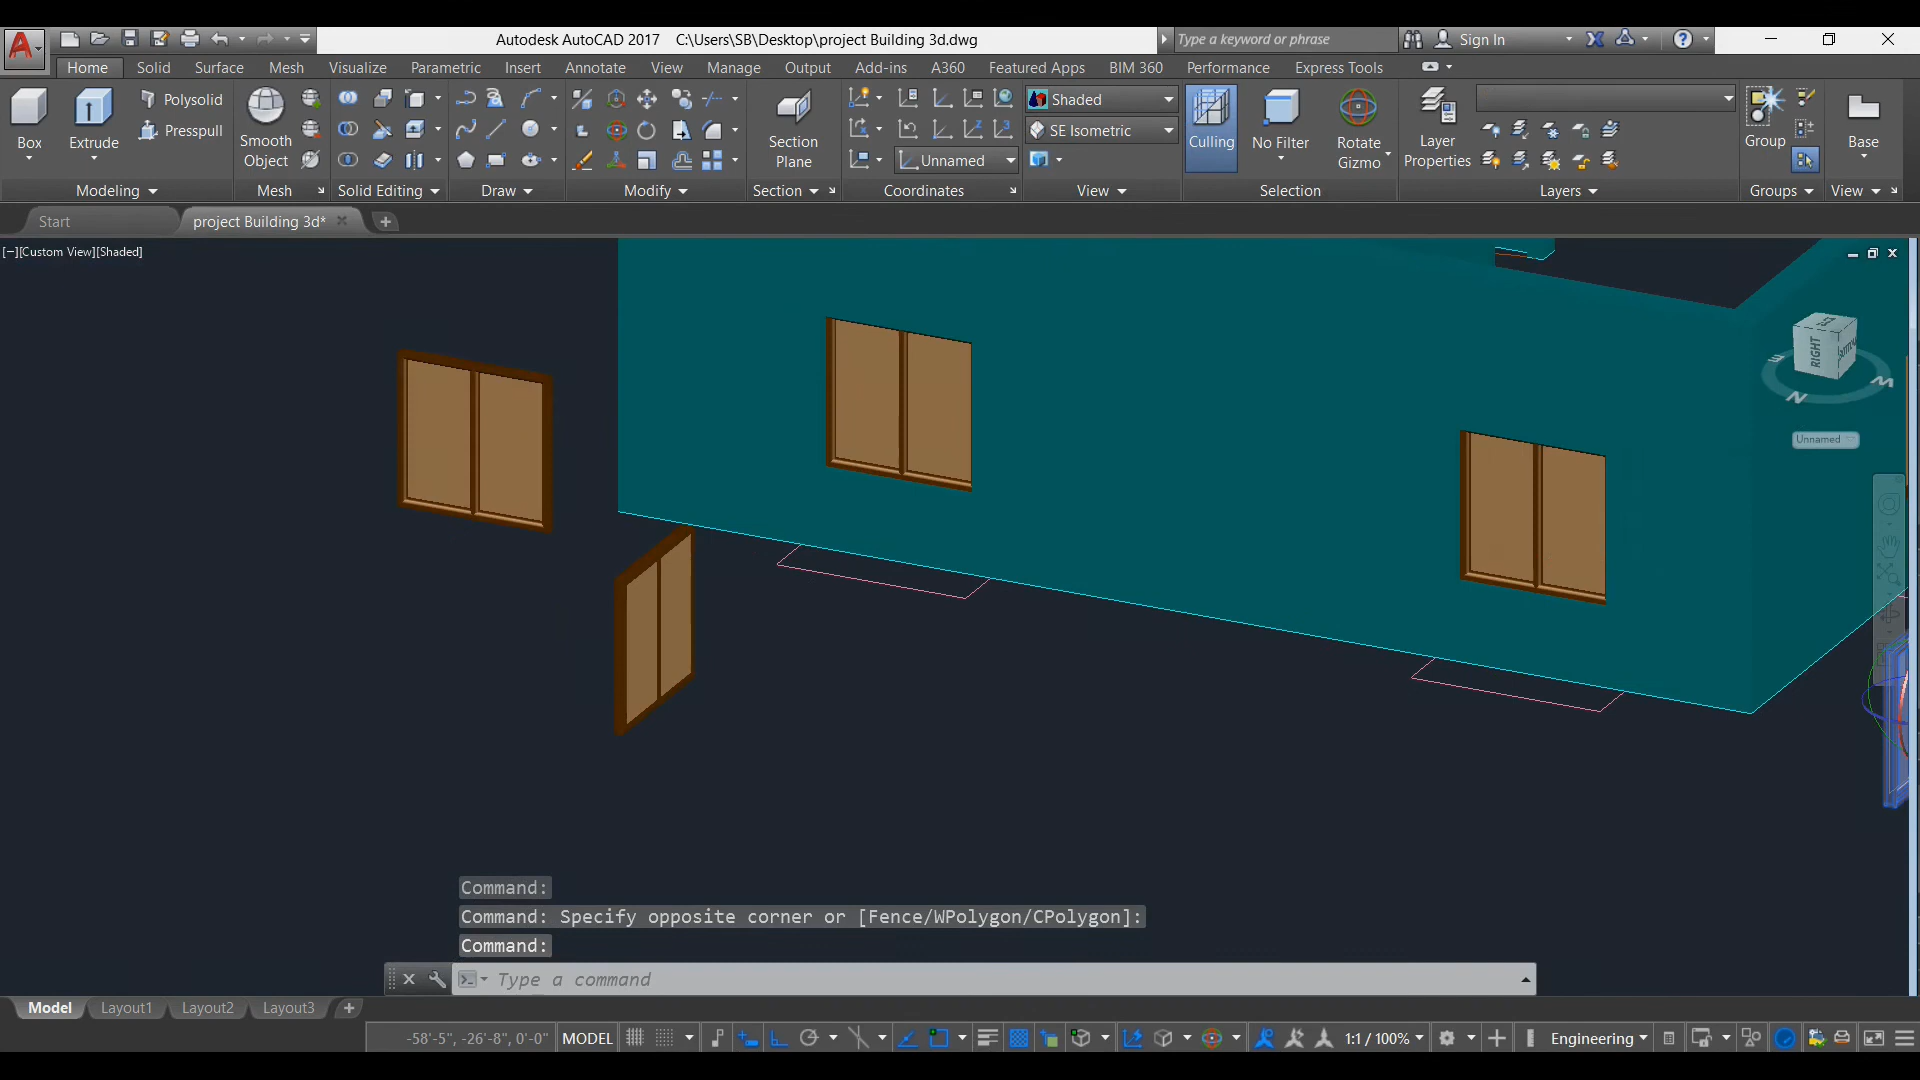 Autodesk AutoCAD 2017 C:\Users\SB\Desktop\project Building 3d.dwg
Type a keyword or phrase
Sign In
Home Solid Surface Mesh Visualize Parametric Insert Annotate View Manage Output Add-ins A360 Featured Apps BIM 360 Performance Express Tools
Box
Extrude
Polysolid
Presspull
Smooth
Object
Section
Plane
Unnamed
Shaded
SE Isometric
Culling
No Filter
Rotate
Gizmo
Layer
Properties
Group
Base
Modeling Mesh Solid Editing Draw Modify Section Coordinates View Selection Layers Groups View
Start
project Building 3d*
[−][Custom View][Shaded]
RIGHT
N
Unnamed
Command:
Command: Specify opposite corner or [Fence/WPolygon/CPolygon]:
Command:
Type a command
Model Layout1 Layout2 Layout3
-58'-5", -26'-8", 0'-0" MODEL 1:1 / 100% Engineering